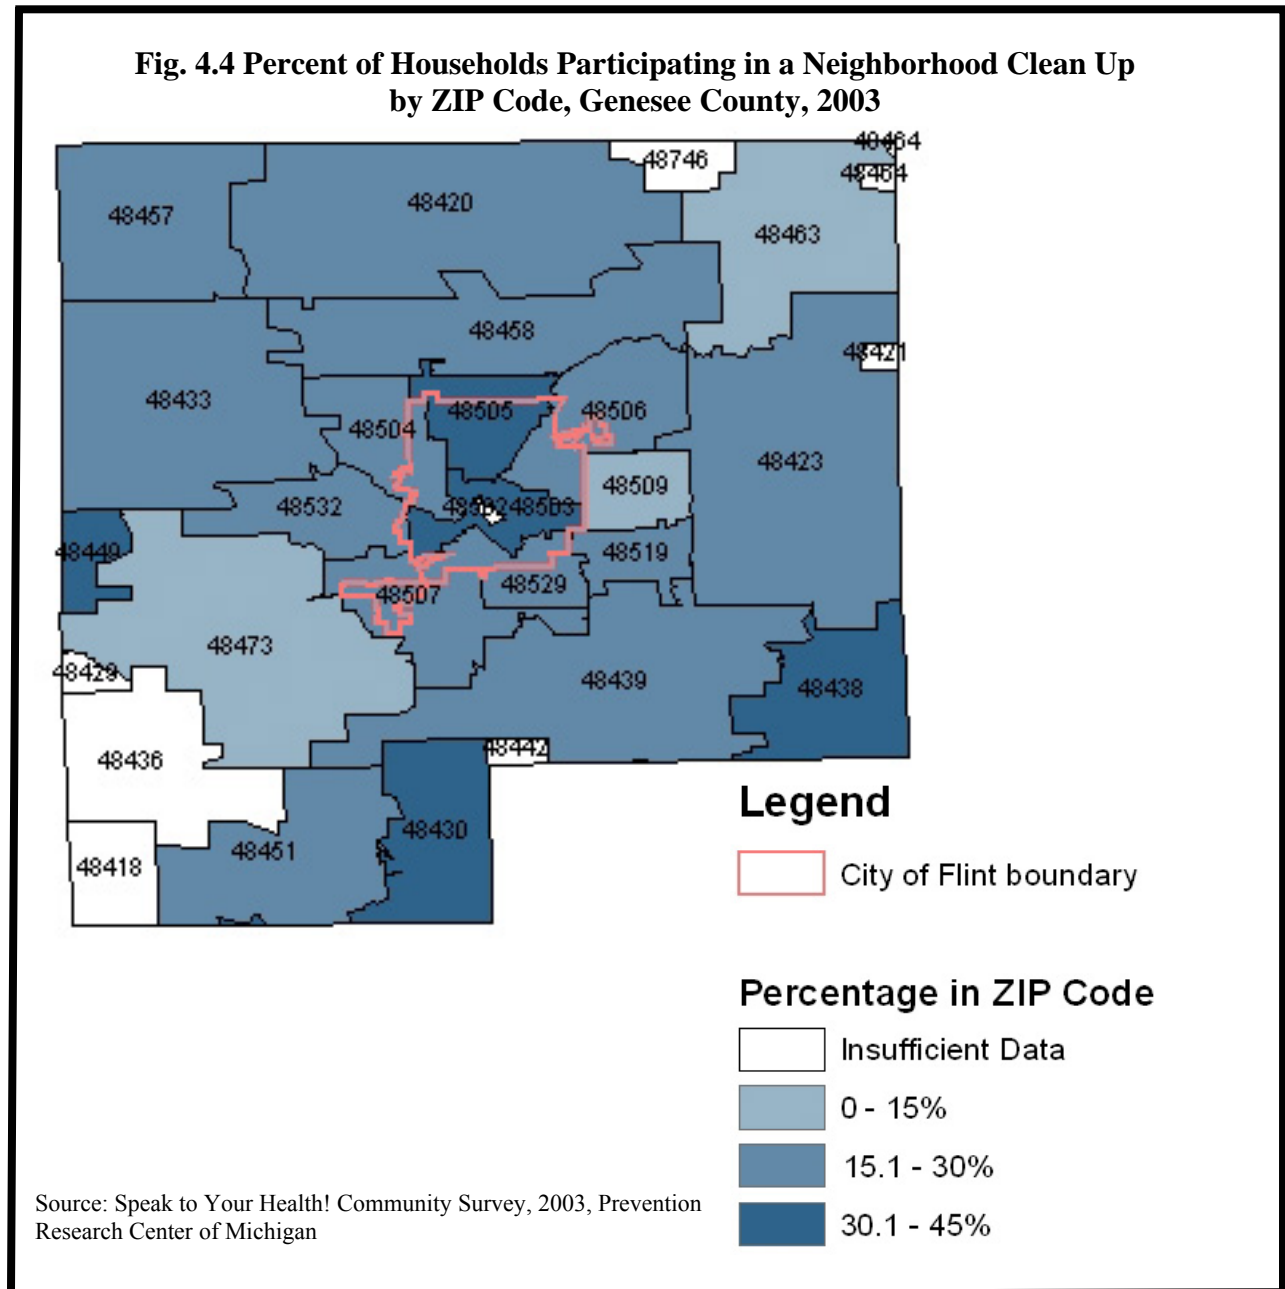 Fig. 4.4 Percent of Households Participating in a Neighborhood Clean Up
by ZIP Code, Genesee County, 2003
48464
48746
48464
48457
48420
48463
48458
48421
48433
48505
48506
48504
48423
48509
48532
48502
48503
48449
48519
48529
48507
48473
48429
48439
48438
48442
48436
48430
48451
48418
Legend
City of Flint boundary
Percentage in ZIP Code
Insufficient Data
0 - 15%
15.1 - 30%
30.1 - 45%
Source: Speak to Your Health! Community Survey, 2003, Prevention
Research Center of Michigan